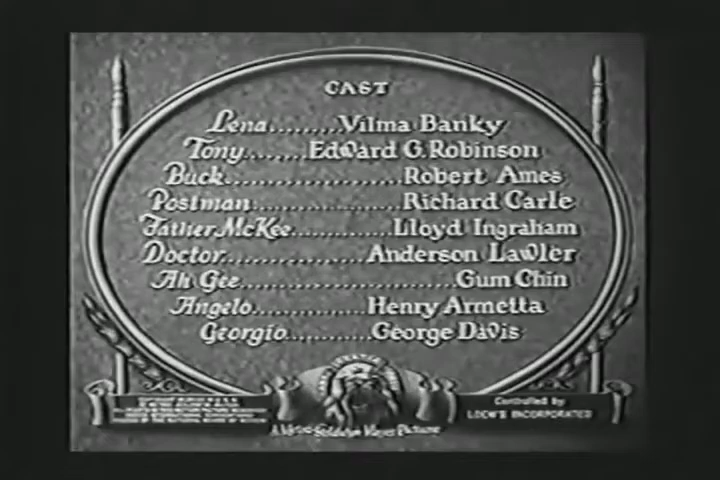 CAST
Lena........Vilma Banky
Tony........Edward G. Robinson
Buck....................Robert Ames
Postman..................Richard Carle
Father McKee.............Lloyd Ingraham
Doctor..................Anderson Lawler
Ah Gee...........................Gum Chin
Angelo..............Henry Armetta
Georgio...........George Davis
Controlled by
LOEW'S INCORPORATED
A Metro-Goldwyn-Mayer Picture